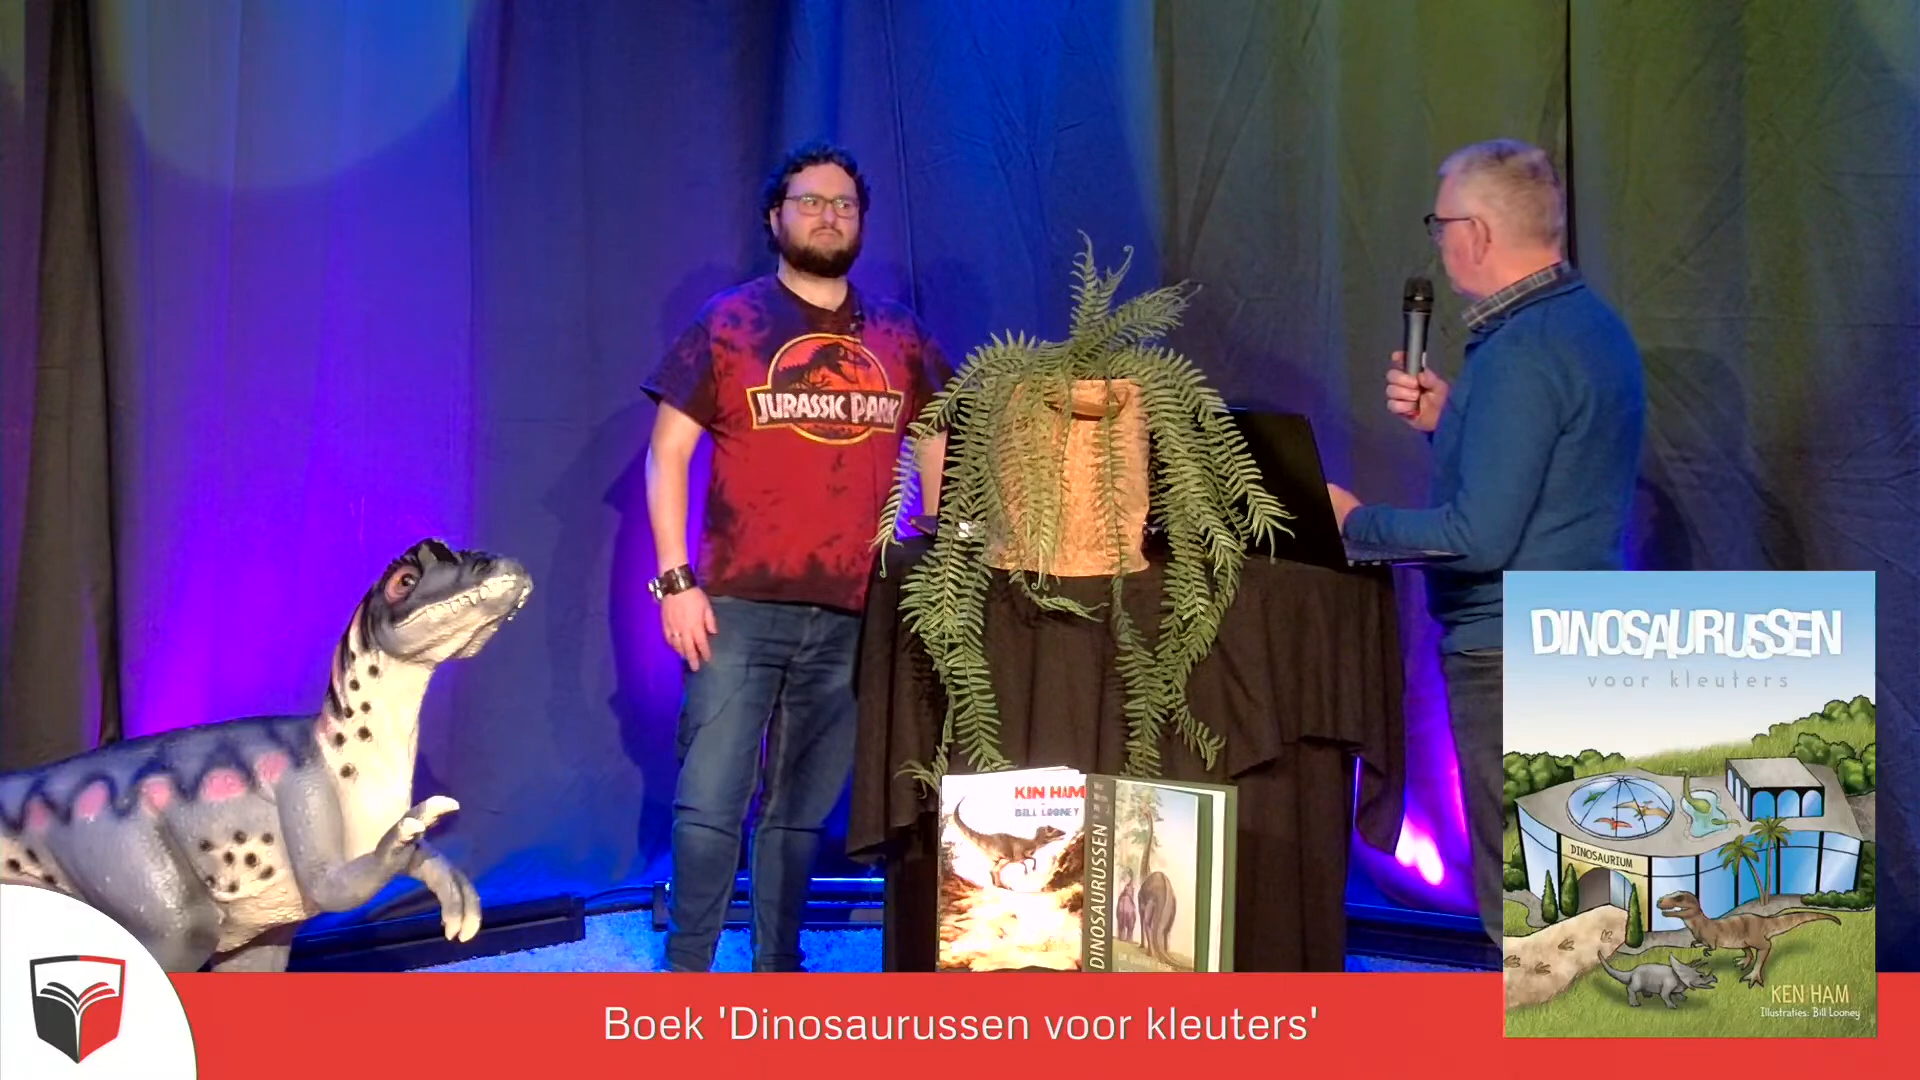 JURASSIC PARK
KEN HAM
BILL LOONEY
DINOSAURUSSEN
DINOSAURUSSEN
voor kleuters
DINOSAURIUM
KEN HAM
Illustraties: Bill Looney
Boek 'Dinosaurussen voor kleuters'